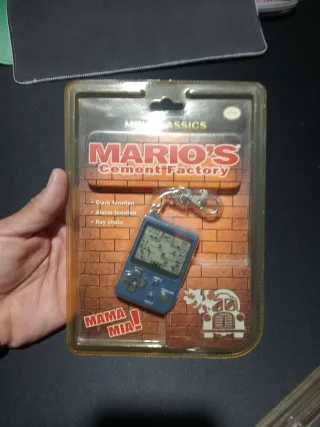 MINI CLASSICS
MARIO'S
Cement Factory
• Clock function
• Alarm function
• Key chain
MAMA
MIA!